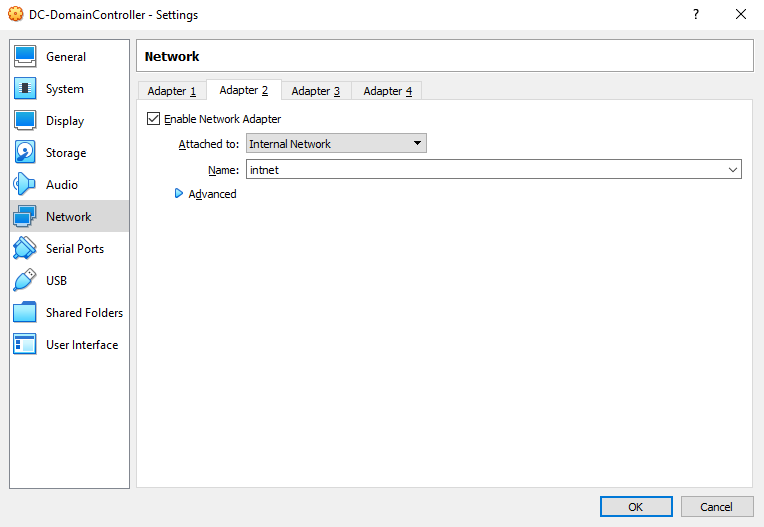 DC-DomainController - Settings
?
General
System
Display
Storage
Audio
Network
Serial Ports
USB
Shared Folders
User Interface
Network
Adapter 1 Adapter 2 Adapter 3 Adapter 4
Enable Network Adapter
Attached to: Internal Network
Name: intnet
Advanced
OK Cancel